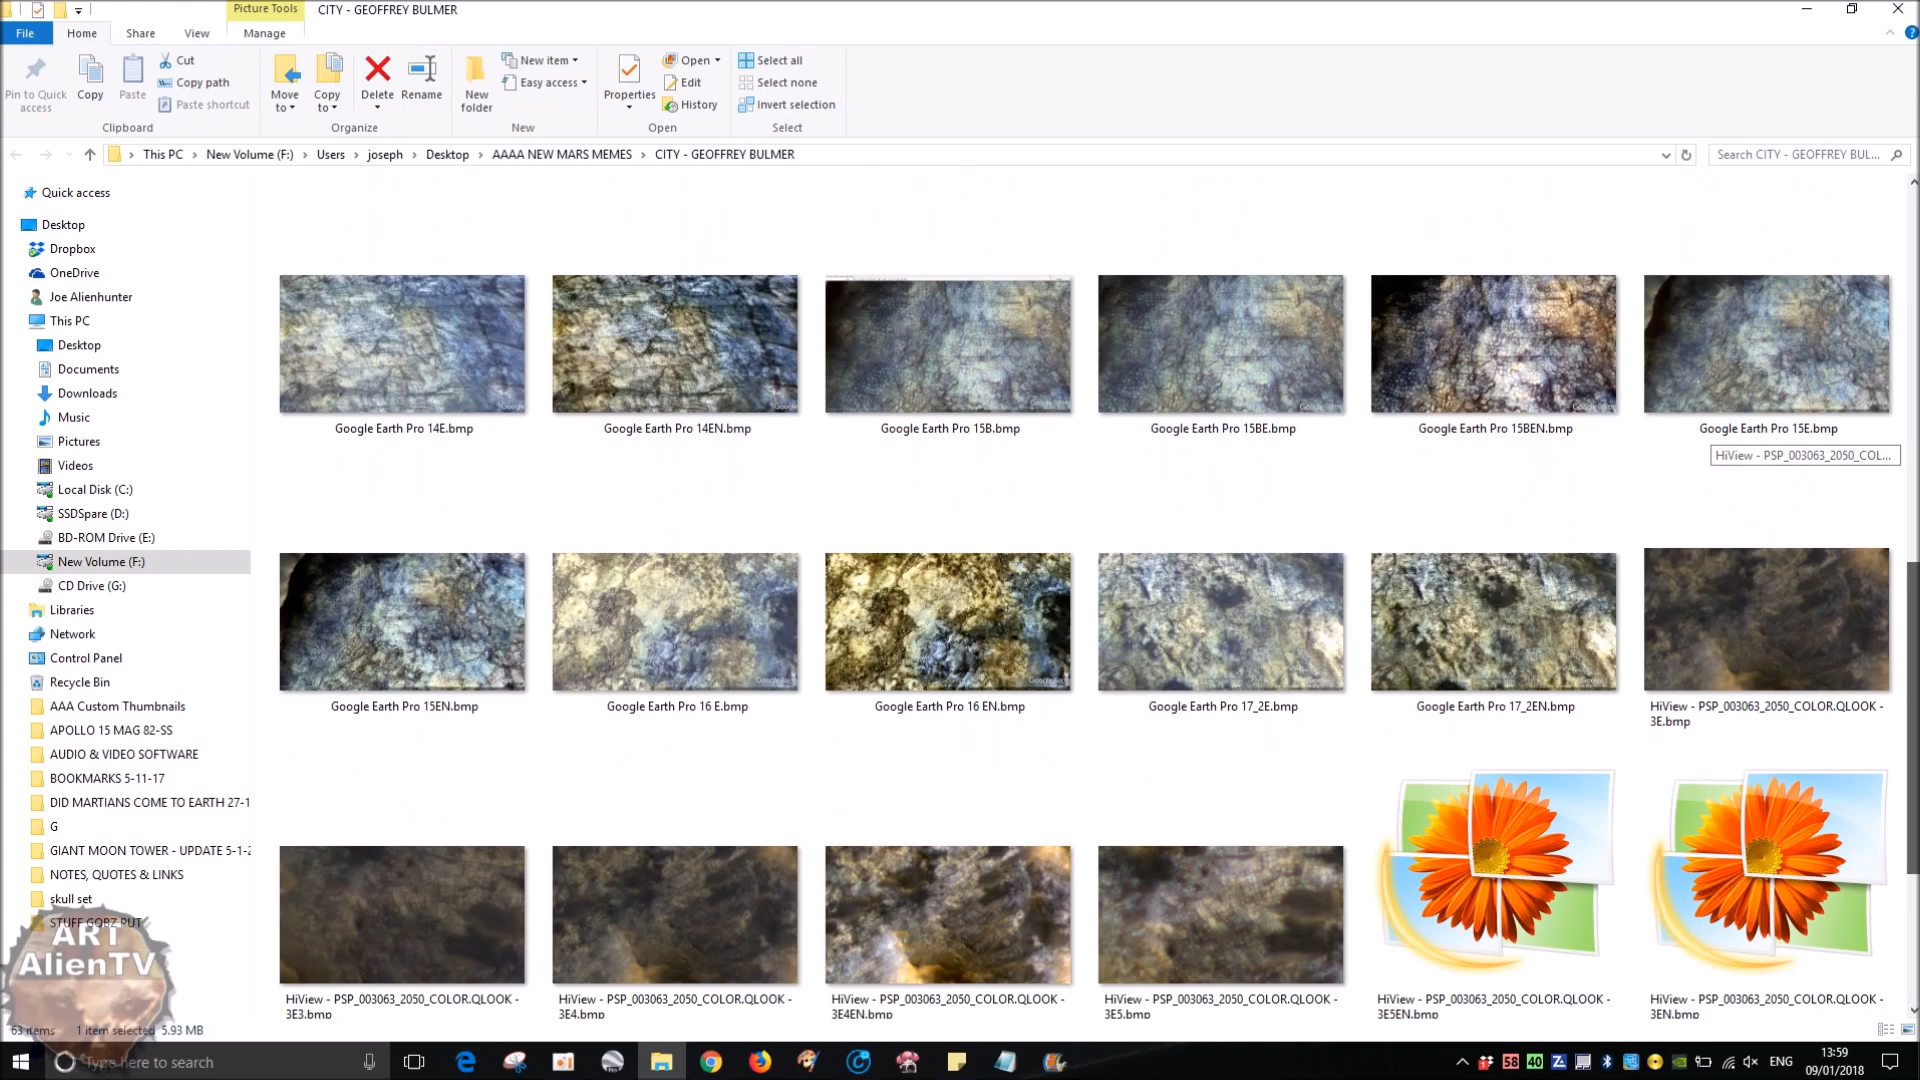 Picture Tools
CITY - GEOFFREY BULMER
File
Home
Share
View
Manage
Pin to Quick
access
Copy
Paste
Cut
Copy path
Paste shortcut
Clipboard
Move
to
Copy
to
Delete
Rename
Organize
New
folder
New item
Easy access
New
Properties
Open
Edit
History
Open
Select all
Select none
Invert selection
Select
This PC
New Volume (F:)
Users
joseph
Desktop
AAAA NEW MARS MEMES
CITY - GEOFFREY BULMER
Search CITY - GEOFFREY BUL...
Quick access
Desktop
Dropbox
OneDrive
Joe Alienhunter
This PC
Desktop
Documents
Downloads
Music
Pictures
Videos
Local Disk (C:)
SSDSpare (D:)
BD-ROM Drive (E:)
New Volume (F:)
CD Drive (G:)
Libraries
Network
Control Panel
Recycle Bin
AAA Custom Thumbnails
APOLLO 15 MAG 82-SS
AUDIO & VIDEO SOFTWARE
BOOKMARKS 5-11-17
DID MARTIANS COME TO EARTH 27-1
G
GIANT MOON TOWER - UPDATE 5-1-2
NOTES, QUOTES & LINKS
skull set
STUFF GORZ PUT
ART
AlienTV
Google Earth Pro 14E.bmp
Google Earth Pro 14EN.bmp
Google Earth Pro 15B.bmp
Google Earth Pro 15BE.bmp
Google Earth Pro 15BEN.bmp
Google Earth Pro 15E.bmp
HiView - PSP_003063_2050_COL...
Google Earth Pro 15EN.bmp
Google Earth Pro 16 E.bmp
Google Earth Pro 16 EN.bmp
Google Earth Pro 17_2E.bmp
Google Earth Pro 17_2EN.bmp
HiView - PSP_003063_2050_COLOR.QLOOK -
3E.bmp
HiView - PSP_003063_2050_COLOR.QLOOK -
3E3.bmp
HiView - PSP_003063_2050_COLOR.QLOOK -
3E4.bmp
HiView - PSP_003063_2050_COLOR.QLOOK -
3E4EN.bmp
HiView - PSP_003063_2050_COLOR.QLOOK -
3E5.bmp
HiView - PSP_003063_2050_COLOR.QLOOK -
3E5EN.bmp
HiView - PSP_003063_2050_COLOR.QLOOK -
3EN.bmp
63 items
1 item selected
5.93 MB
Type here to search
58
40
ENG
13:59
09/01/2018